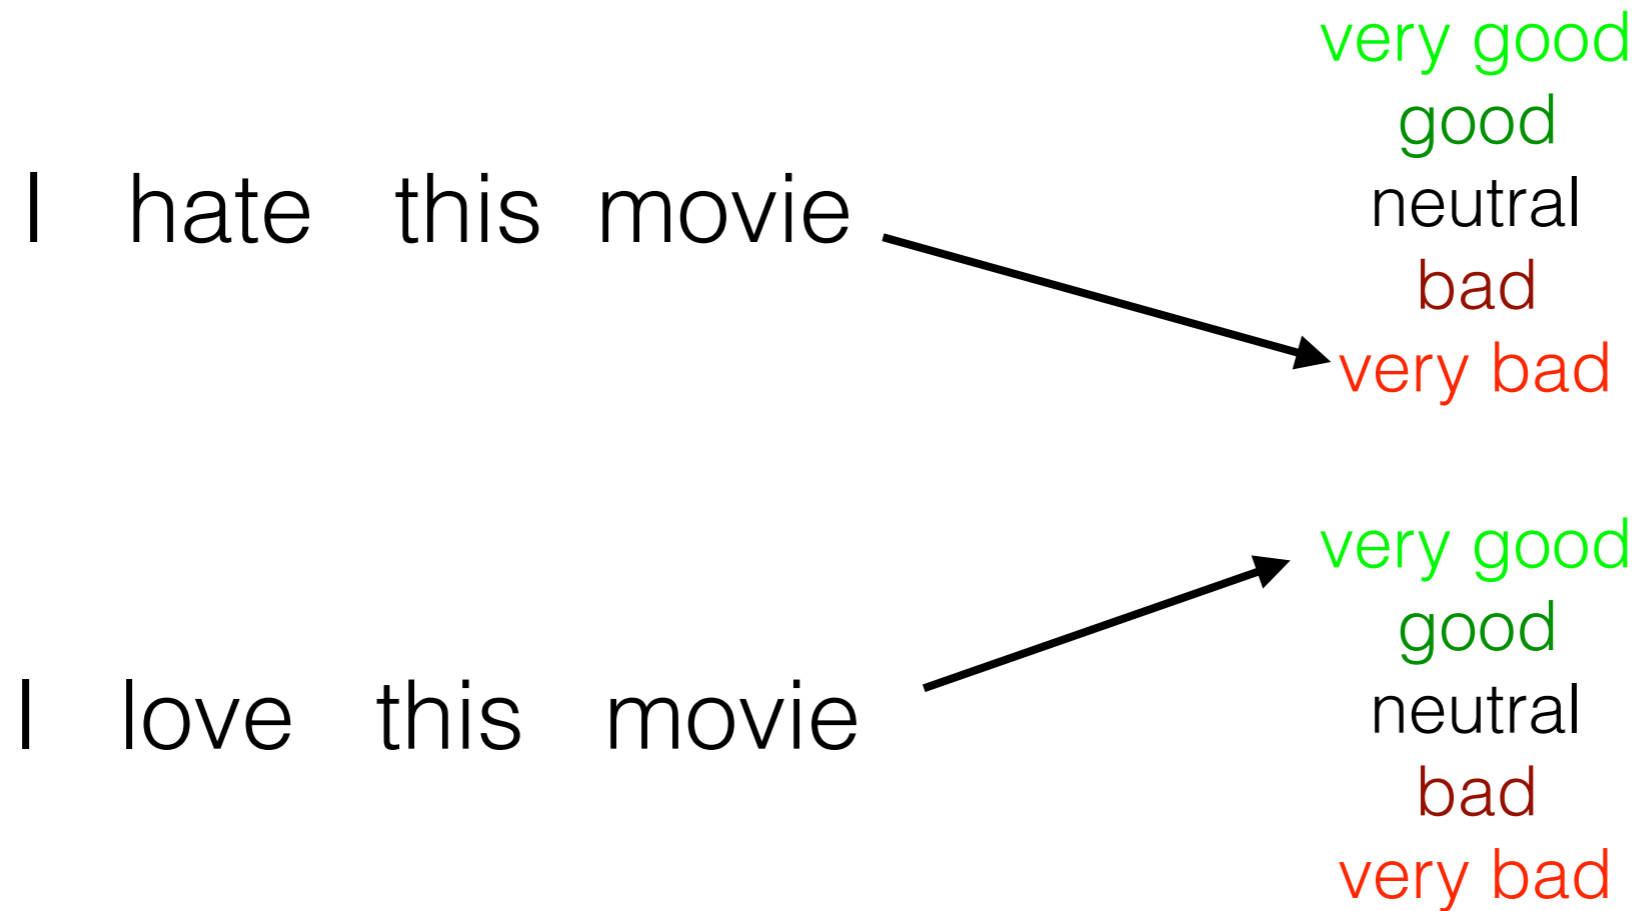 very good
good
I hate this movie
neutral
bad
very bad
very good
good
I love this movie
neutral
bad
very bad